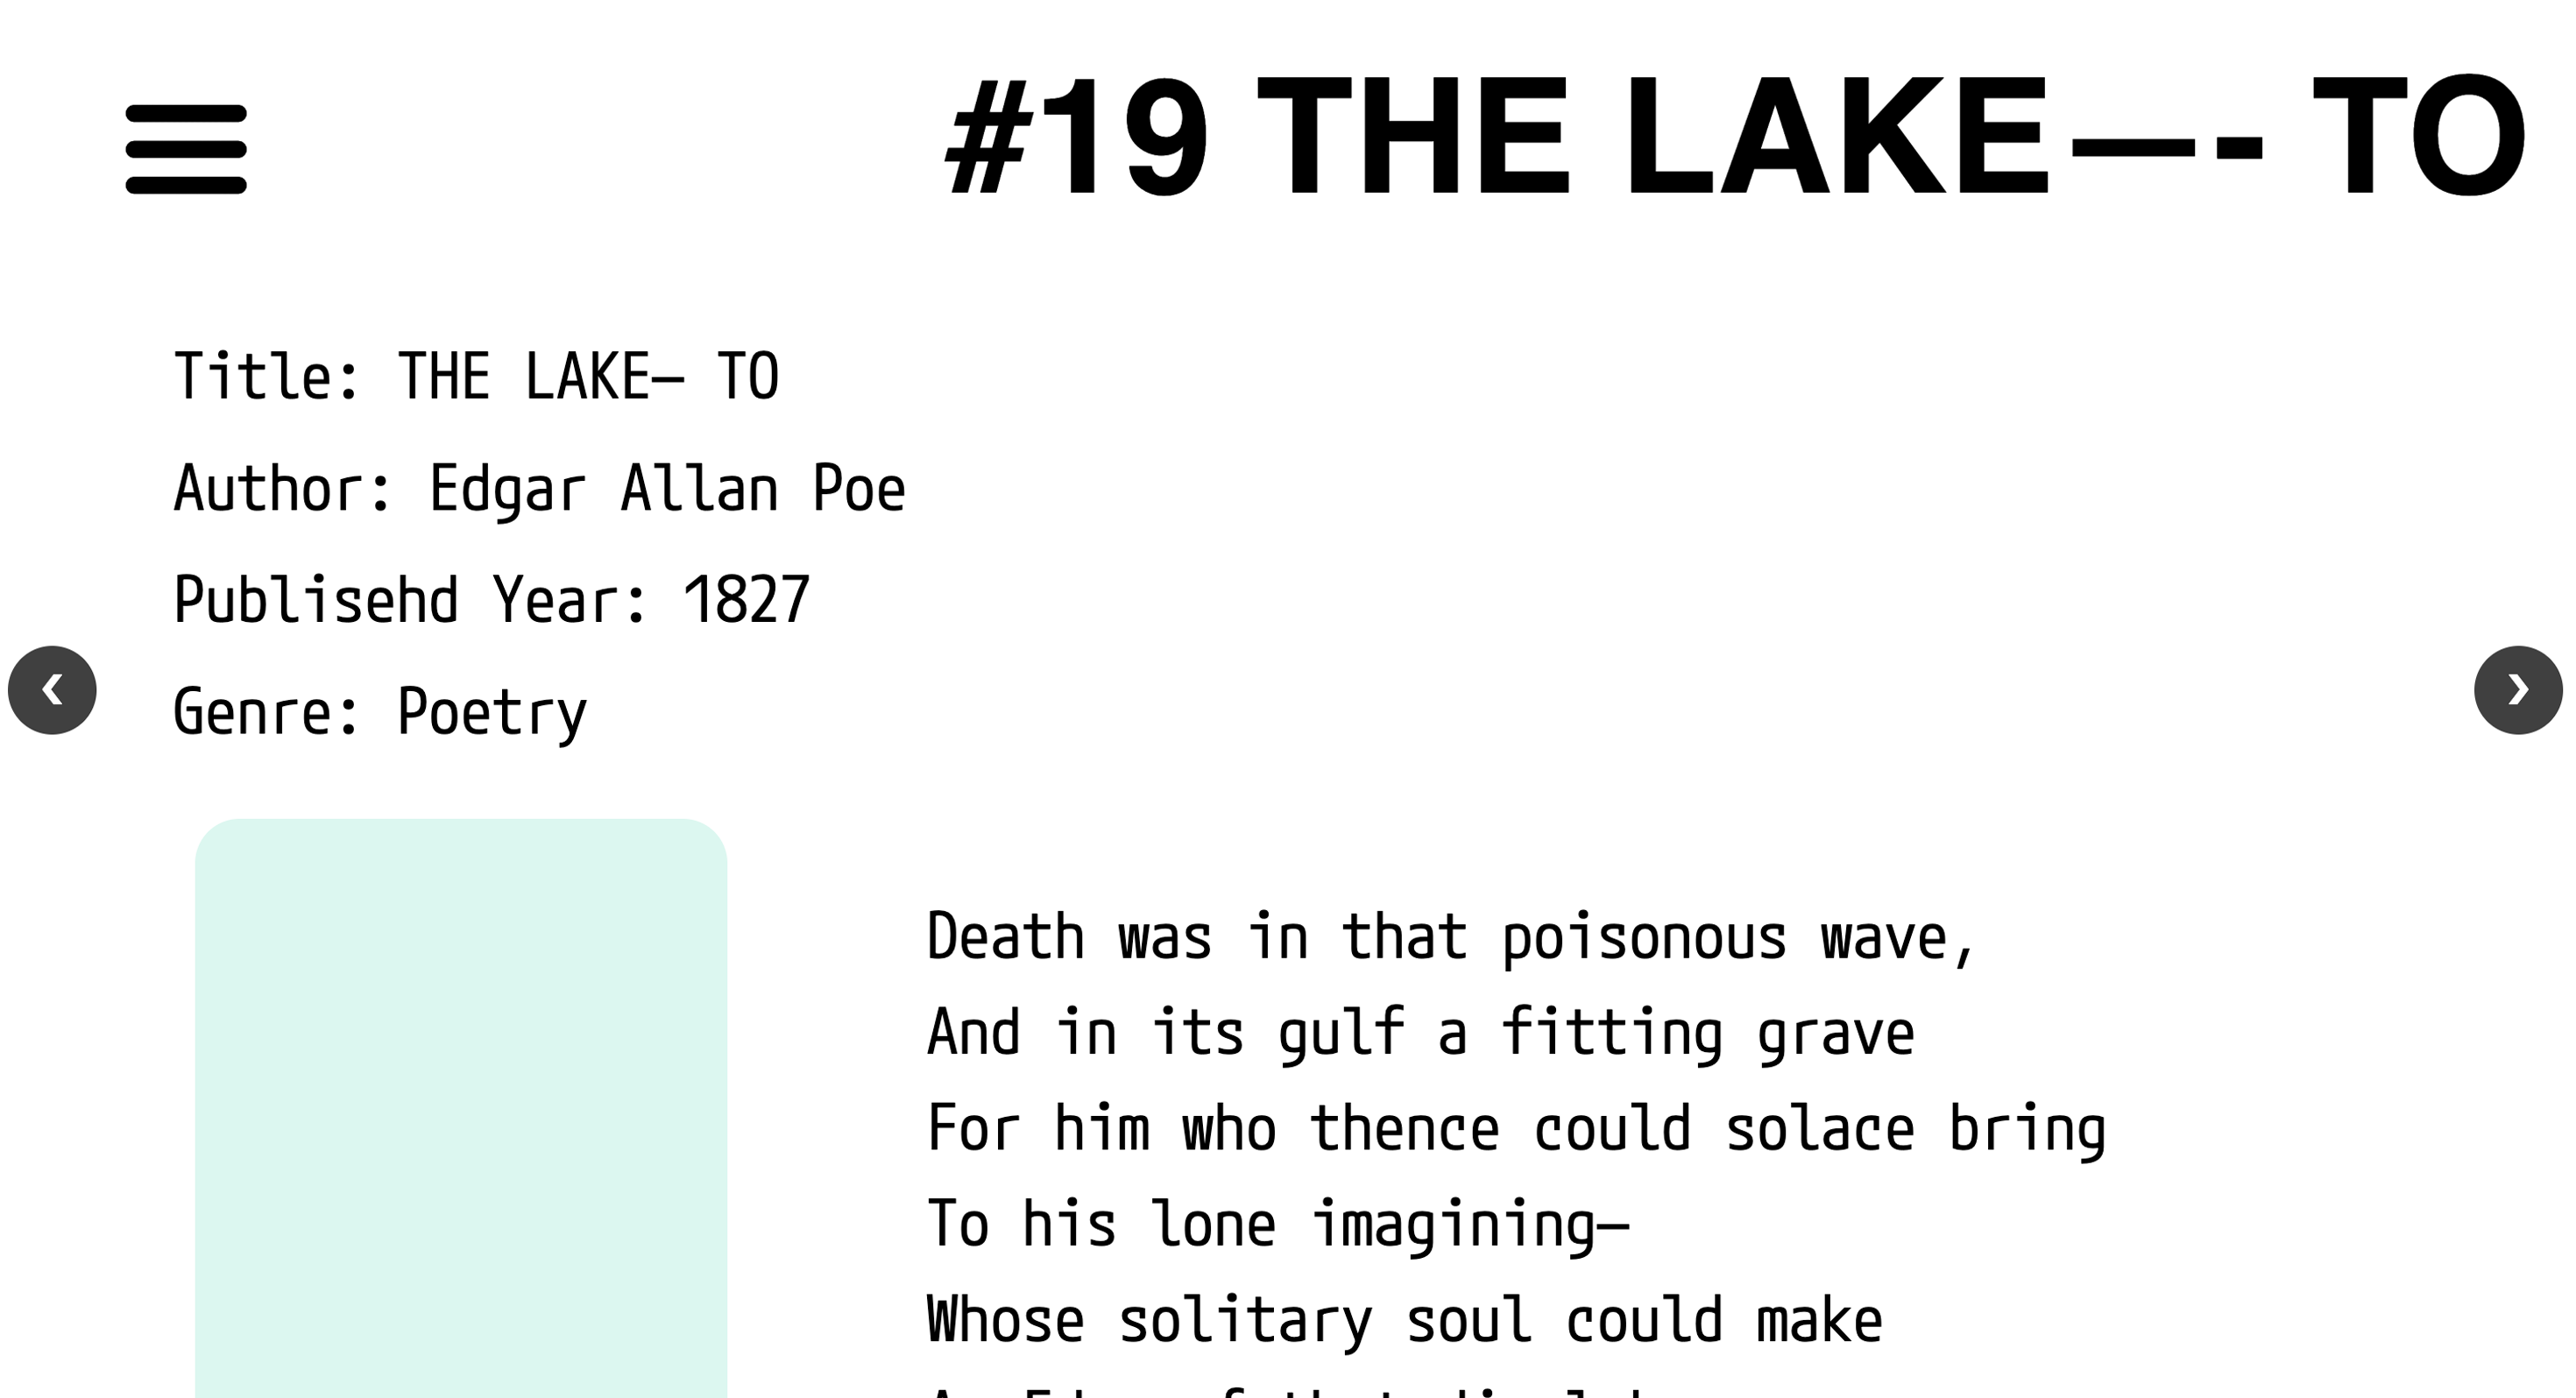 #19 THE LAKE—- TO
Title: THE LAKE— TO
Author: Edgar Allan Poe
Publisehd Year: 1827
Genre: Poetry
Death was in that poisonous wave,
And in its gulf a fitting grave
For him who thence could solace bring
To his lone imagining—
Whose solitary soul could make